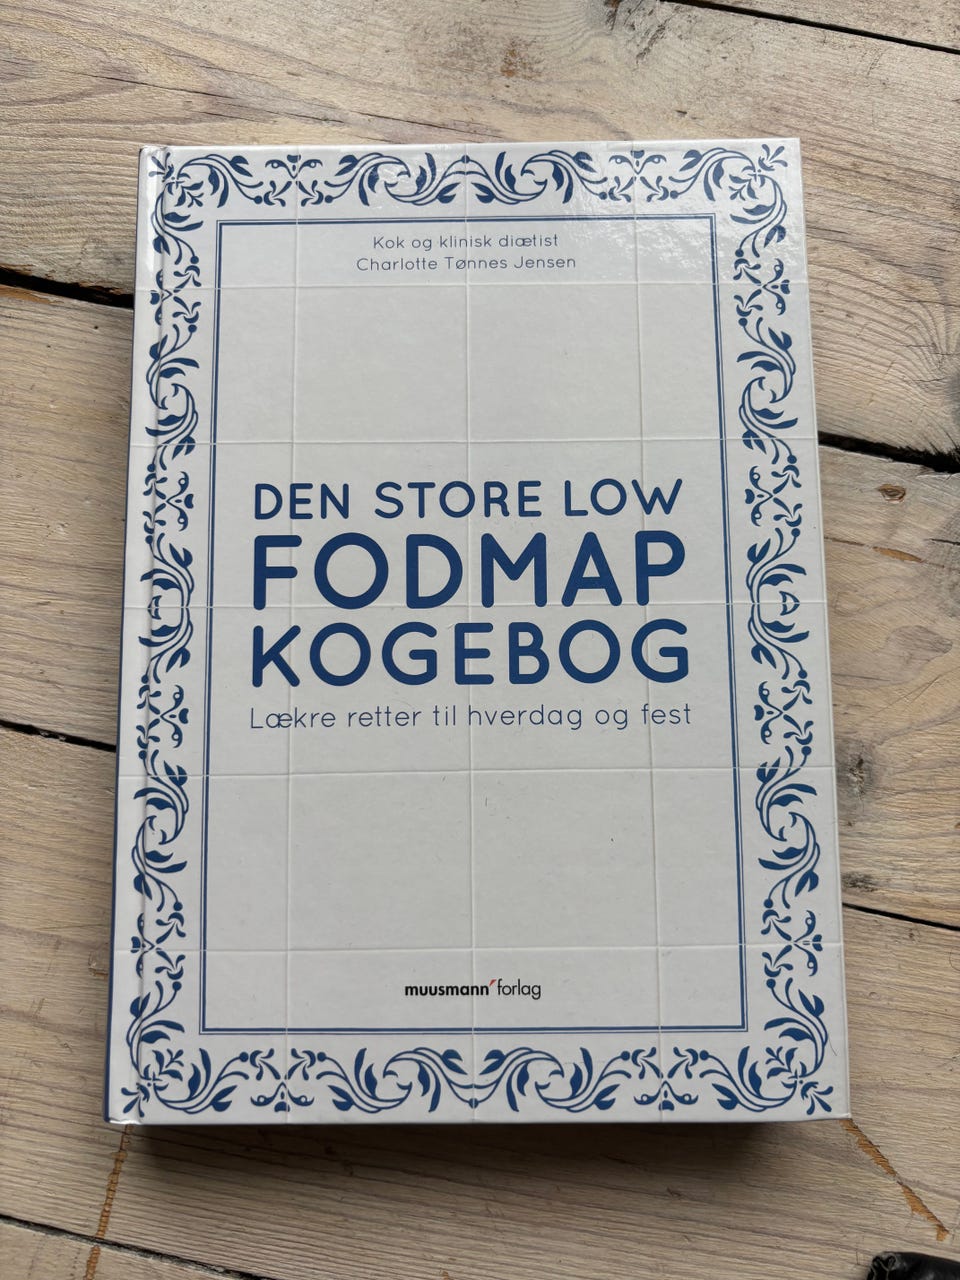 Kok og klinisk diætist
Charlotte Tønnes Jensen
DEN STORE LOW
FODMAP
KOGEBOG
Lækre retter til hverdag og fest
muusmann'forlag